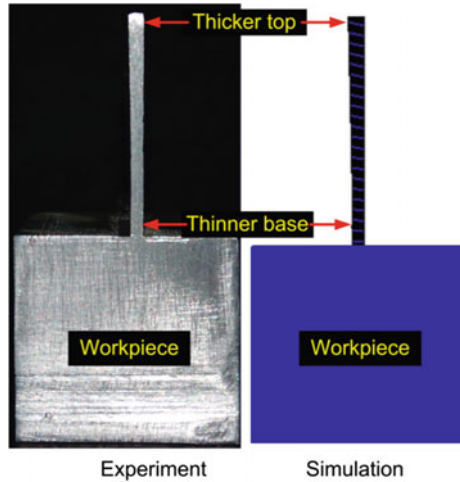 Thicker top
Thinner base
Workpiece
Workpiece
Experiment
Simulation